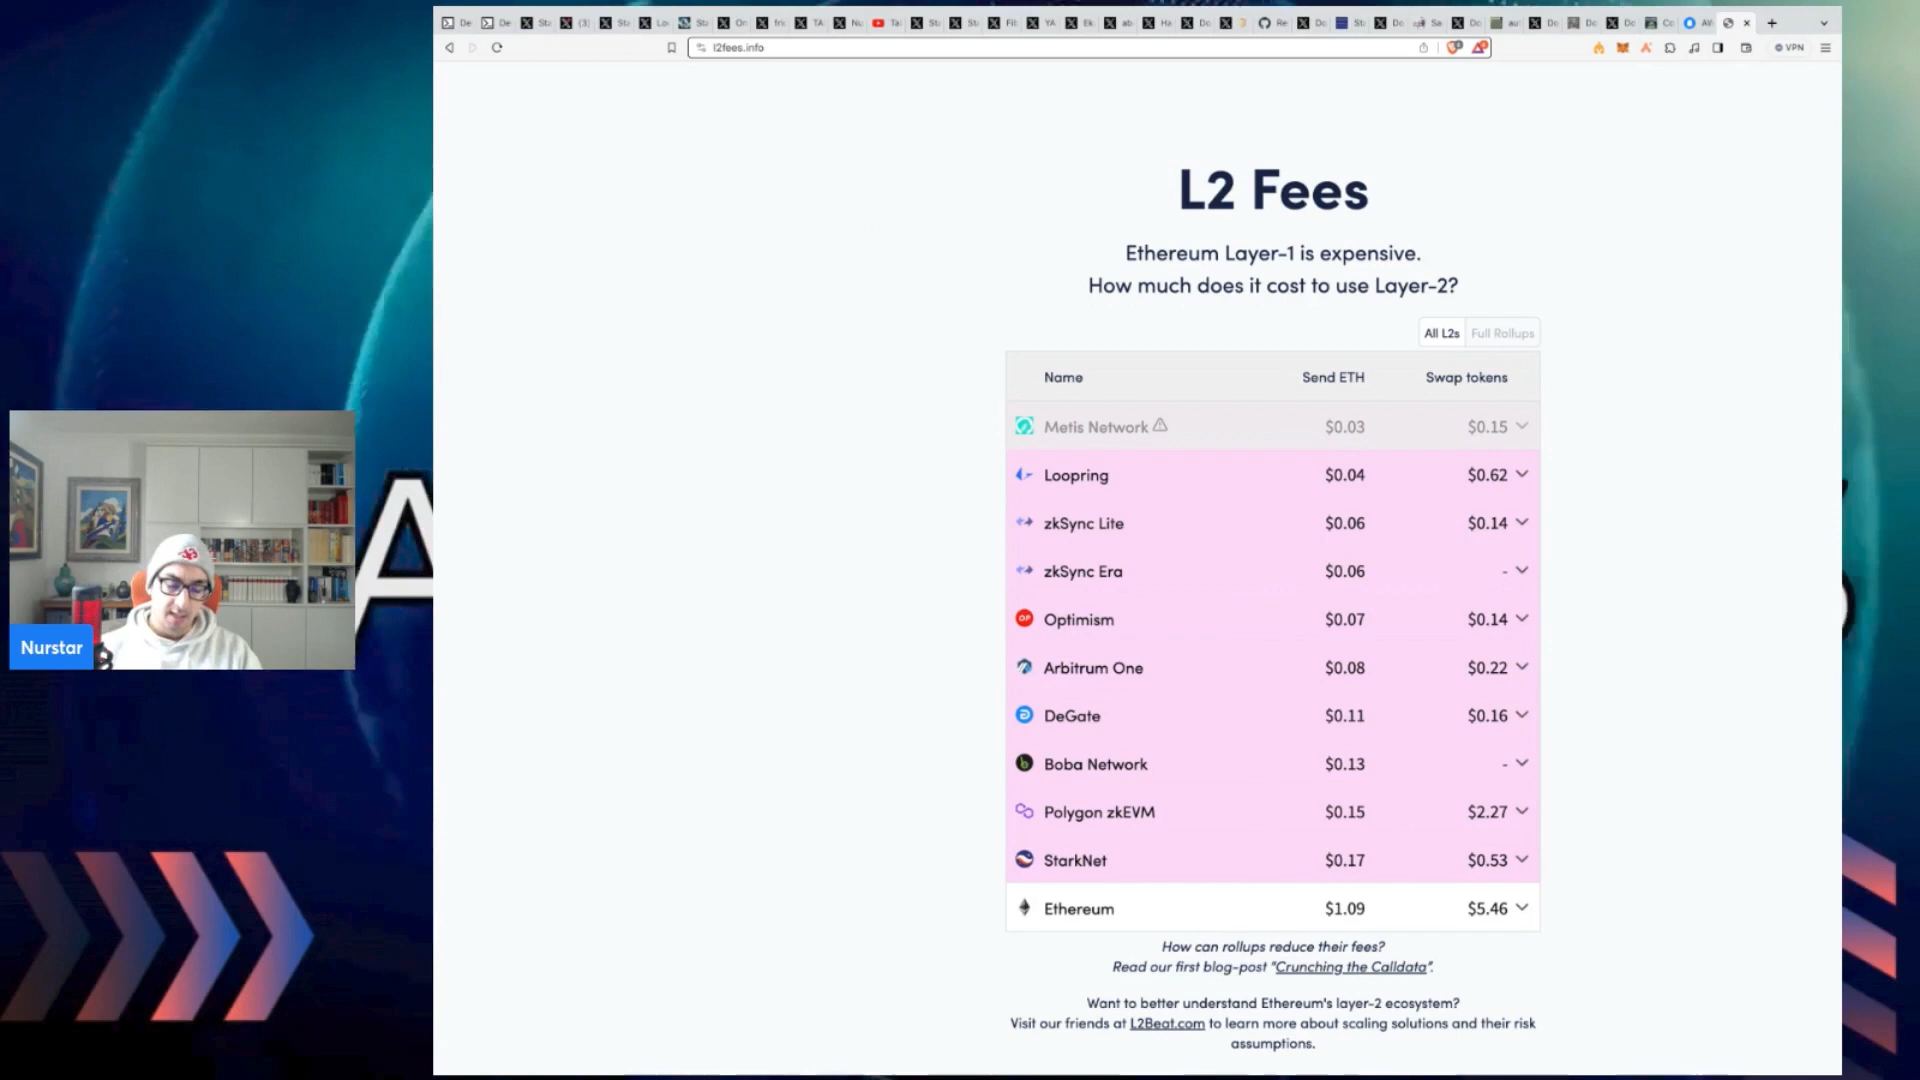 l2fees.info
VPN
L2 Fees
Ethereum Layer-1 is expensive.
How much does it cost to use Layer-2?
All L2s Full Rollups
Name Send ETH Swap tokens
Metis Network $0.03 $0.15
Loopring $0.04 $0.62
zkSync Lite $0.06 $0.14
zkSync Era $0.06 -
OP Optimism $0.07 $0.14
Arbitrum One $0.08 $0.22
DeGate $0.11 $0.16
Boba Network $0.13 -
Polygon zkEVM $0.15 $2.27
StarkNet $0.17 $0.53
Ethereum $1.09 $5.46
How can rollups reduce their fees?
Read our first blog-post "Crunching the Calldata".
Want to better understand Ethereum's layer-2 ecosystem?
Visit our friends at L2Beat.com to learn more about scaling solutions and their risk
assumptions.
Nurstar
A